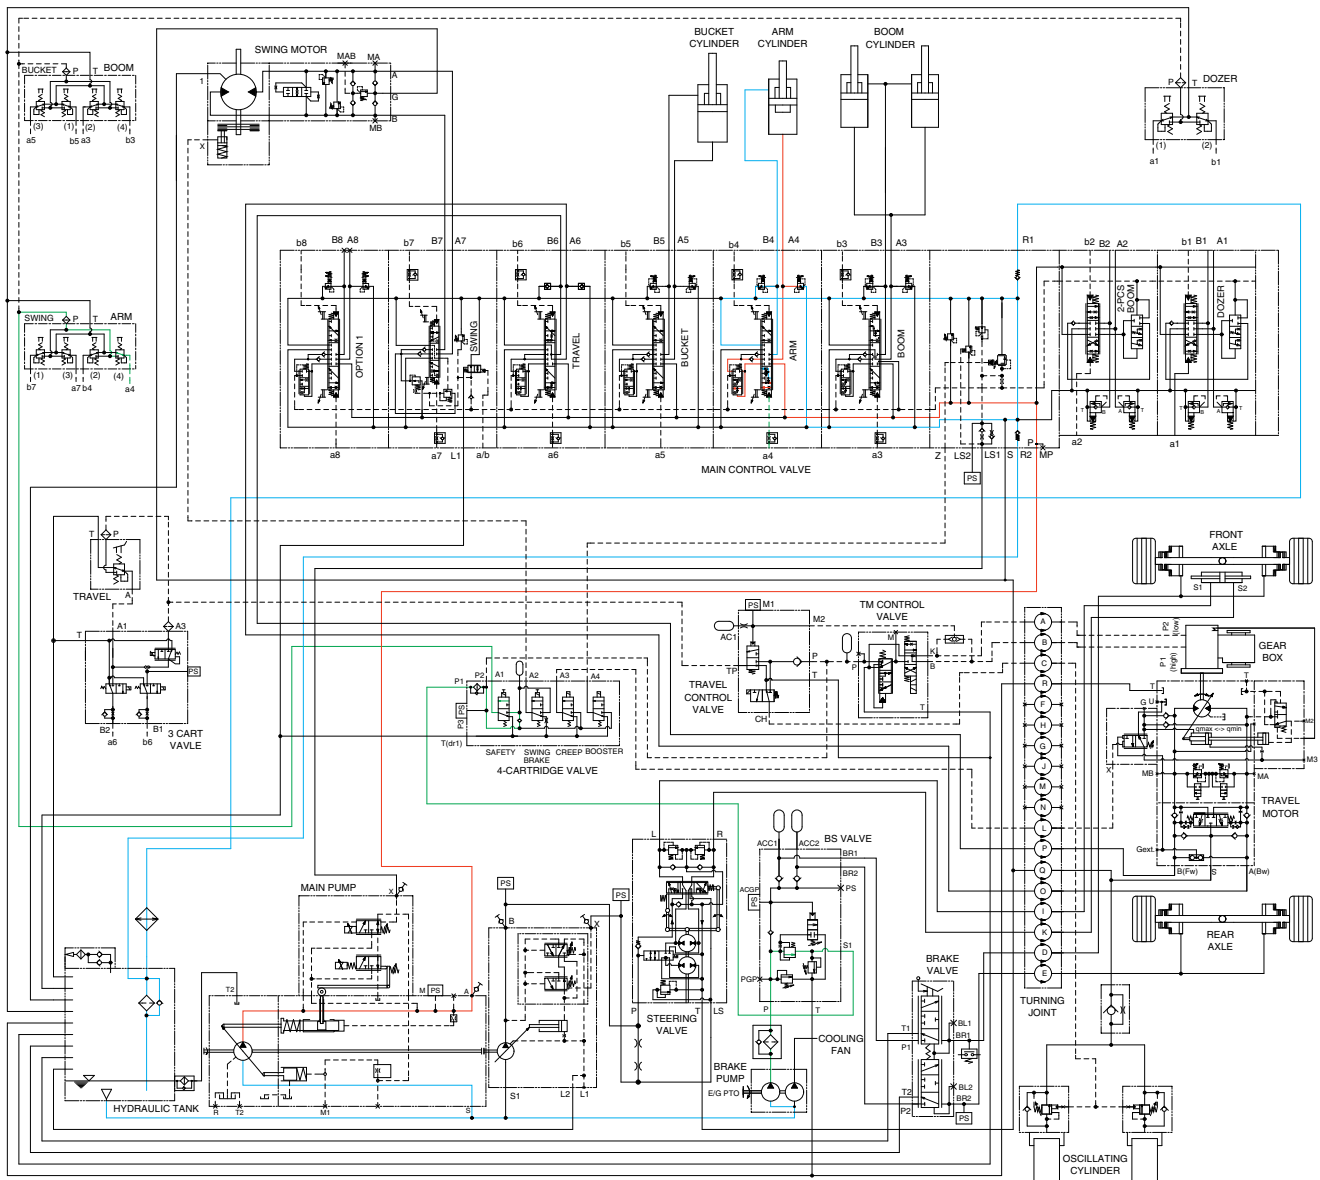 BUCKET
CYLINDER
ARM
CYLINDER
BOOM
CYLINDER
SWING MOTOR
MAB MA
BUCKET P T BOOM
(3) (1) (2) (4)
a5 b5 a3 b3
1
A
G
B
MB
X
P T DOZER
(1) (2)
a1 b1
SWING P T ARM
(1) (3) (2) (4)
b7 a7 b4 a4
b8 B8 A8 b7 B7 A7 b6 B6 A6 b5 B5 A5 b4 B4 A4 b3 B3 A3 R1 b2 B2 A2 b1 B1 A1
OPTION 1
SWING
TRAVEL
BUCKET
ARM
BOOM
2-PCS
BOOM
DOZER
T B A T T B A T
a8 a7 L1 a/b a6 a5 a4 a3 Z LS2 LS1 S R2 P MP a2 a1
PS
MAIN CONTROL VALVE
T P
A
TRAVEL
A1 A3
T
PS
B2 B1
a6 b6
3 CART
VAVLE
P1 P2 A1 A2 A3 A4
PS
P3
T(dr1)
SAFETY SWING
BRAKE CREEP BOOSTER
4-CARTRIDGE VALVE
PS M1
AC1
M2
TP
P
T
CH
TRAVEL
CONTROL
VALVE
TM CONTROL
VALVE
M
K
P B
T
A
B
C
R
F
H
G
J
M
N
L
P
Q
O
I
K
D
E
TURNING
JOINT
FRONT
AXLE
S1 S2
P2
(low)
P1
(high)
GEAR
BOX
T T
G U
qmax <-> qmin
M2
M3
X
MB MA
TRAVEL
MOTOR
Gext.
B(Fw) S A(Bw)
REAR
AXLE
MAIN PUMP
X
T2
M PS A
R T2 M1 S
HYDRAULIC TANK
PS
B X
S1 L2 L1
PS
L R
P T LS
STEERING
VALVE
BS VALVE
ACC1 ACC2
BR1
BR2
PS
ACGP
PS
S1
PGP
P T
COOLING
FAN
BRAKE
PUMP
E/G PTO
BRAKE
VALVE
T1
P1
BL1
BR1
T2
P2
BL2
BR2
PS
OSCILLATING
CYLINDER